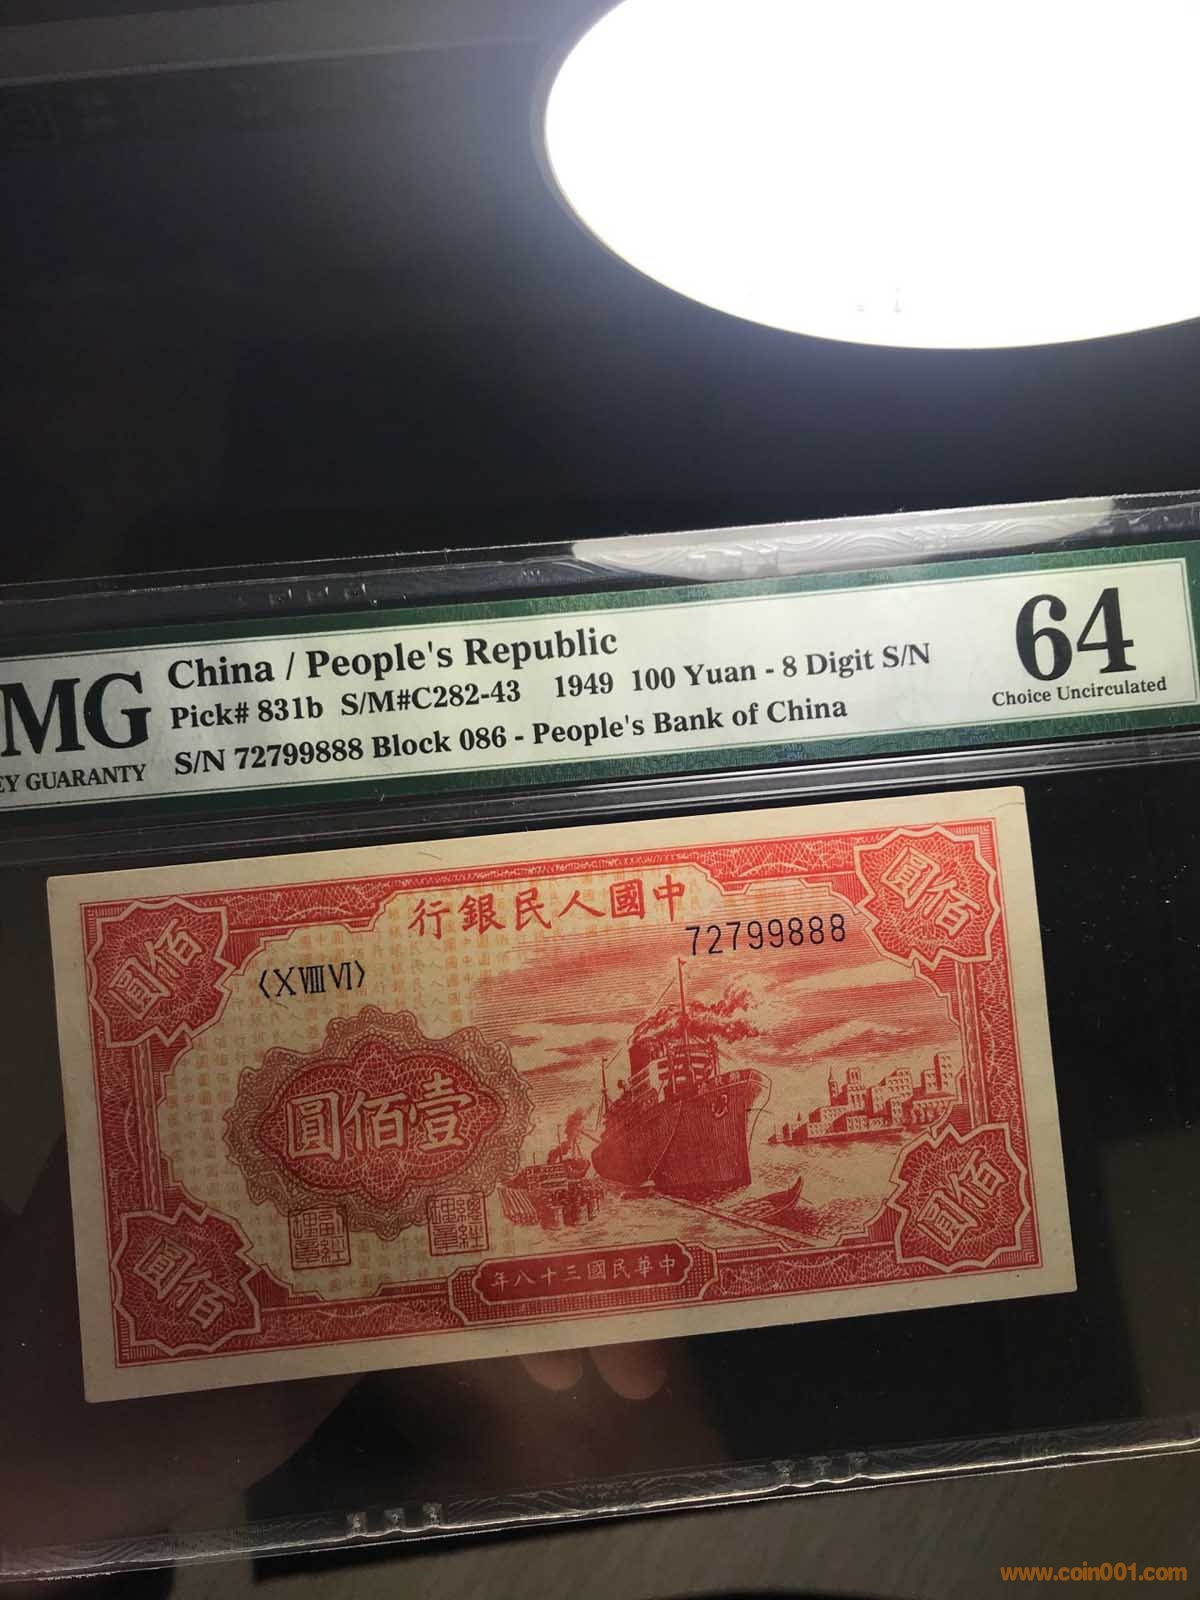 China / People's Republic
Pick# 831b S/M#C282-43 1949 100 Yuan - 8 Digit S/N
S/N 72799888 Block 086 - People's Bank of China
MG
EY GUARANTY
64
Choice Uncirculated
行銀民人國中
72799888
〈X VIII VI〉
圓佰
圓佰
圓佰壹
圓佰
圓佰
年八十三國民華中
www.coin001.com